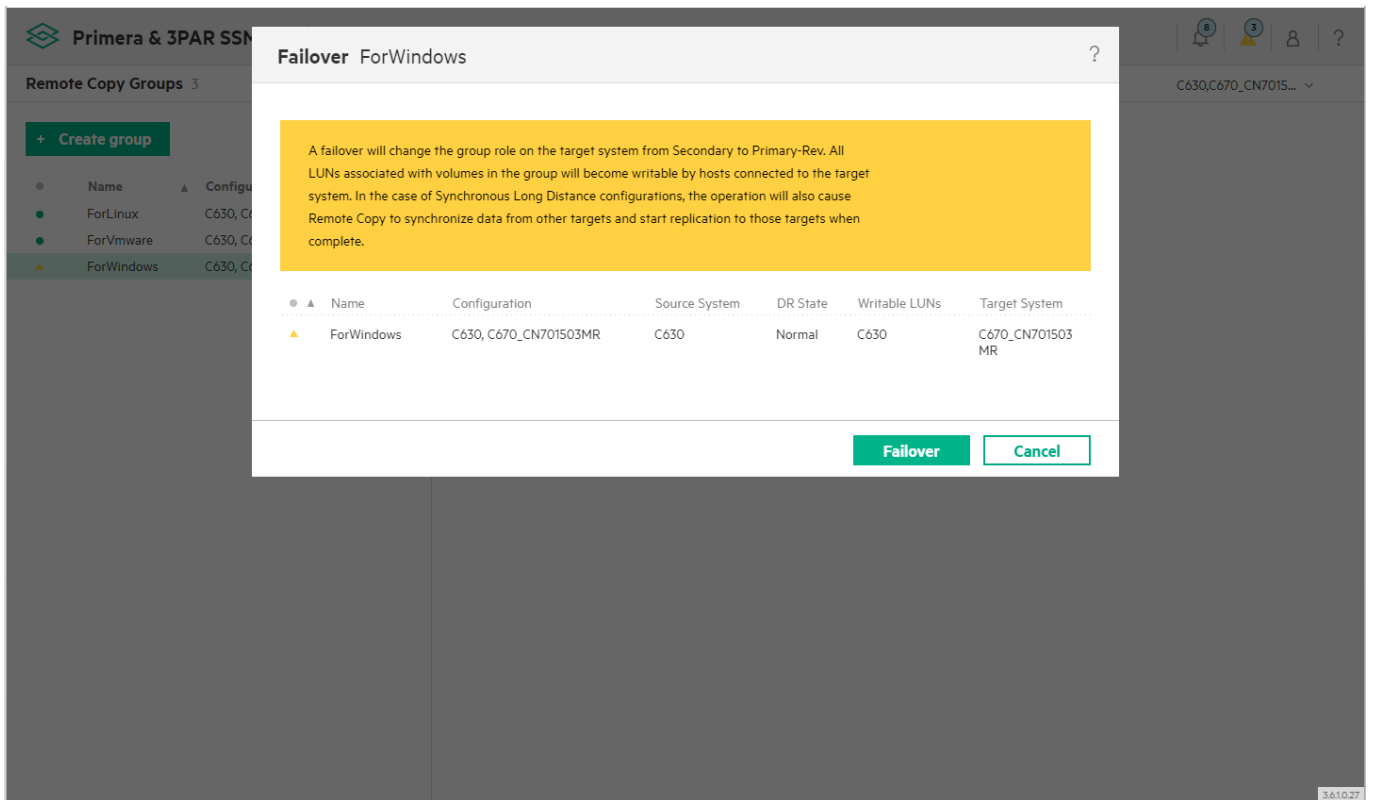 Primera & 3PAR SSM
8
3
?
Remote Copy Groups 3
C630,C670_CN7015...
+ Create group
Name Configu
ForLinux C630, C
ForVmware C630, C
ForWindows C630, C
Failover ForWindows
?
A failover will change the group role on the target system from Secondary to Primary-Rev. All
LUNs associated with volumes in the group will become writable by hosts connected to the target
system. In the case of Synchronous Long Distance configurations, the operation will also cause
Remote Copy to synchronize data from other targets and start replication to those targets when
complete.
Name Configuration Source System DR State Writable LUNs Target System
ForWindows C630, C670_CN701503MR C630 Normal C630 C670_CN701503
MR
Failover Cancel
3.6.1.0.27